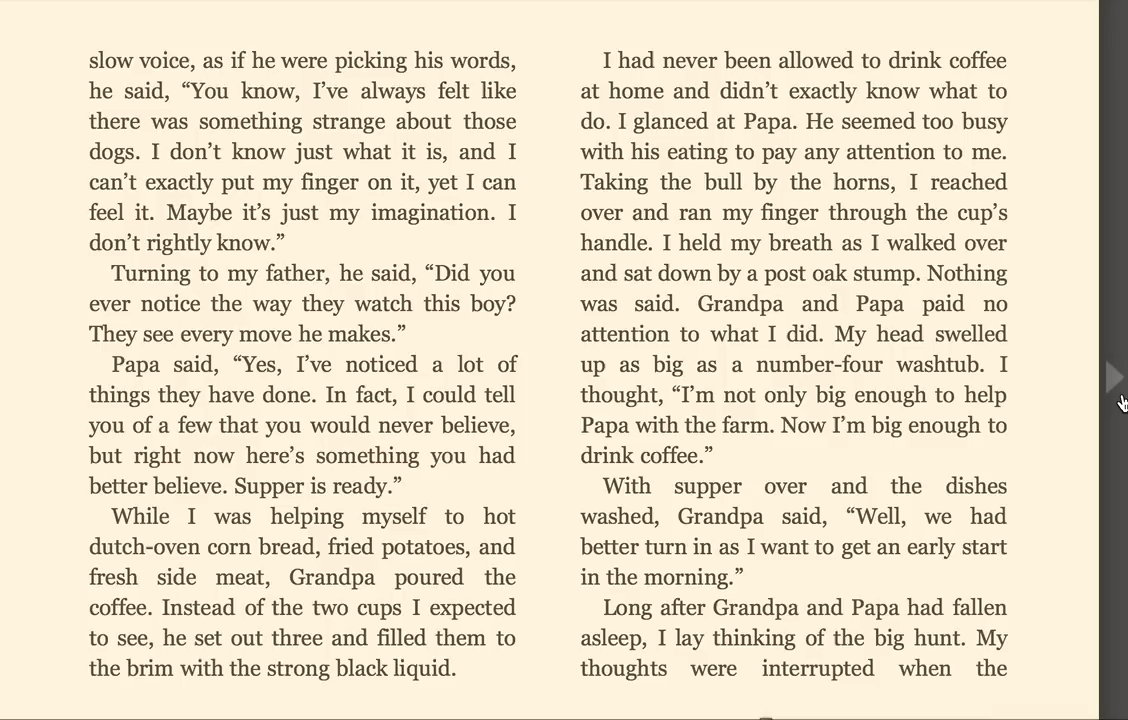 slow voice, as if he were picking his words,
he said, “You know, I’ve always felt like
there was something strange about those
dogs. I don’t know just what it is, and I
can’t exactly put my finger on it, yet I can
feel it. Maybe it’s just my imagination. I
don’t rightly know.”
Turning to my father, he said, “Did you
ever notice the way they watch this boy?
They see every move he makes.”
Papa said, “Yes, I’ve noticed a lot of
things they have done. In fact, I could tell
you of a few that you would never believe,
but right now here’s something you had
better believe. Supper is ready.”
While I was helping myself to hot
dutch-oven corn bread, fried potatoes, and
fresh side meat, Grandpa poured the
coffee. Instead of the two cups I expected
to see, he set out three and filled them to
the brim with the strong black liquid.
I had never been allowed to drink coffee
at home and didn’t exactly know what to
do. I glanced at Papa. He seemed too busy
with his eating to pay any attention to me.
Taking the bull by the horns, I reached
over and ran my finger through the cup’s
handle. I held my breath as I walked over
and sat down by a post oak stump. Nothing
was said. Grandpa and Papa paid no
attention to what I did. My head swelled
up as big as a number-four washtub. I
thought, “I’m not only big enough to help
Papa with the farm. Now I’m big enough to
drink coffee.”
With supper over and the dishes
washed, Grandpa said, “Well, we had
better turn in as I want to get an early start
in the morning.”
Long after Grandpa and Papa had fallen
asleep, I lay thinking of the big hunt. My
thoughts were interrupted when the